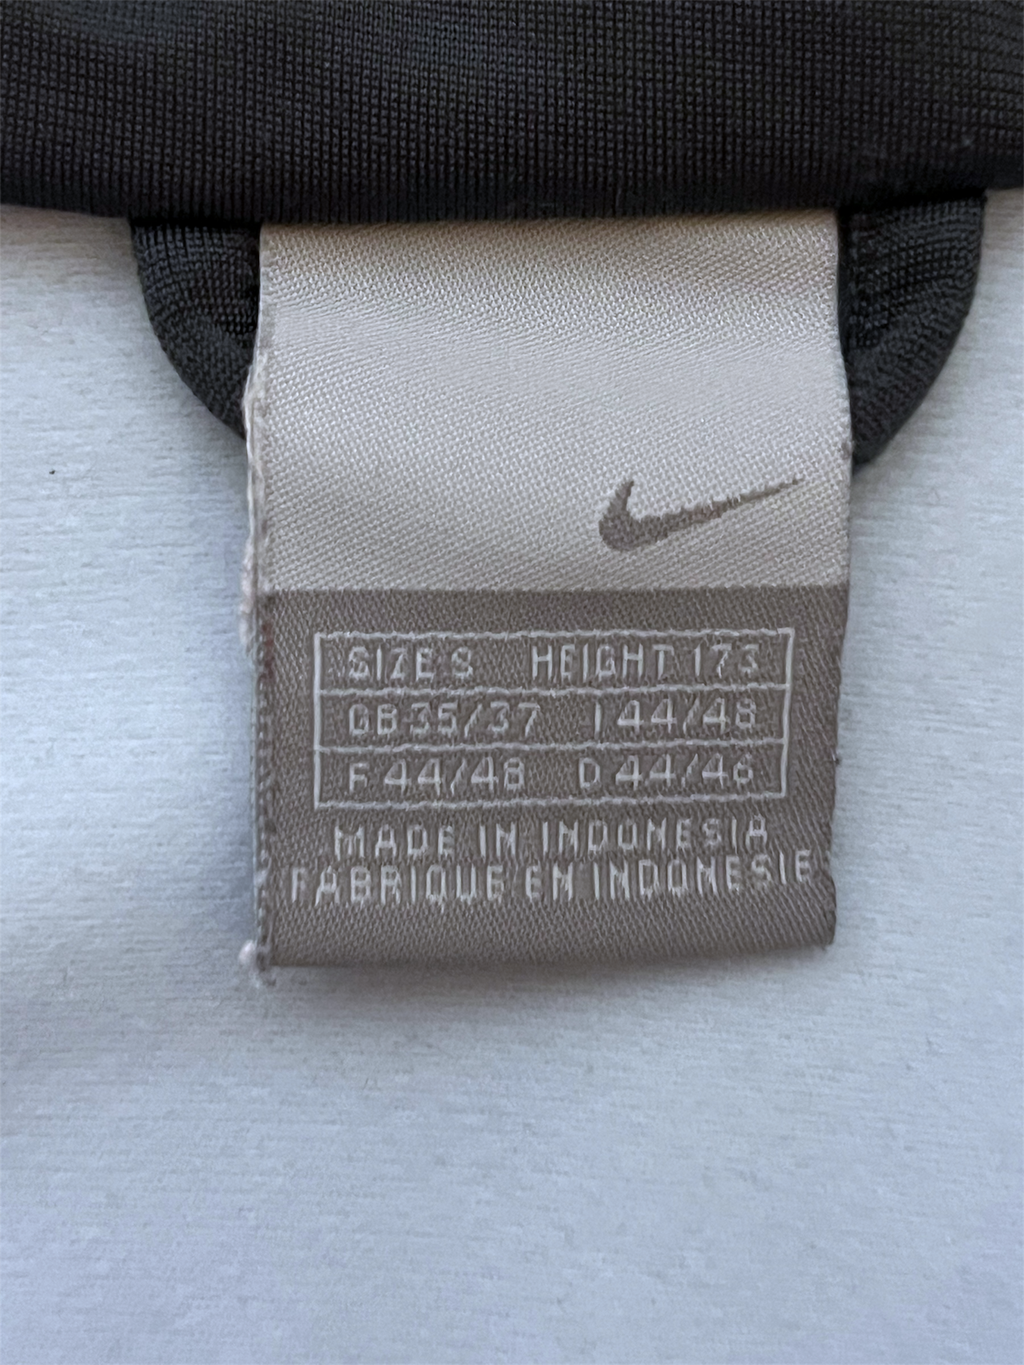 SIZE S HEIGHT 173
GB 35/37 I 44/48
F 44/48 D 44/46
MADE IN INDONESIA
FABRIQUE EN INDONESIE